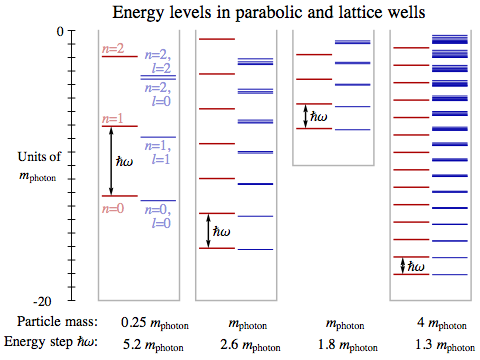 Energy levels in parabolic and lattice wells
0
n=2
n=2,
l=2
n=2,
l=0
n=1
n=1,
l=1
ħω
Units of
mphoton
n=0
n=0,
l=0
ħω
ħω
ħω
-20
Particle mass: 0.25 mphoton mphoton mphoton 4 mphoton
Energy step ħω: 5.2 mphoton 2.6 mphoton 1.8 mphoton 1.3 mphoton